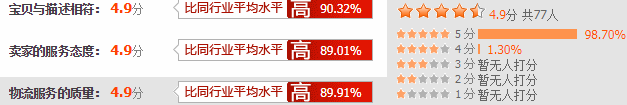 宝贝与描述相符： 4.9分 比同行业平均水平 高 90.32%
卖家的服务态度： 4.9分 比同行业平均水平 高 89.01%
物流服务的质量： 4.9分 比同行业平均水平 高 89.91%
4.9分 共77人
5分 98.70%
4分 1.30%
3分 暂无人打分
2分 暂无人打分
1分 暂无人打分